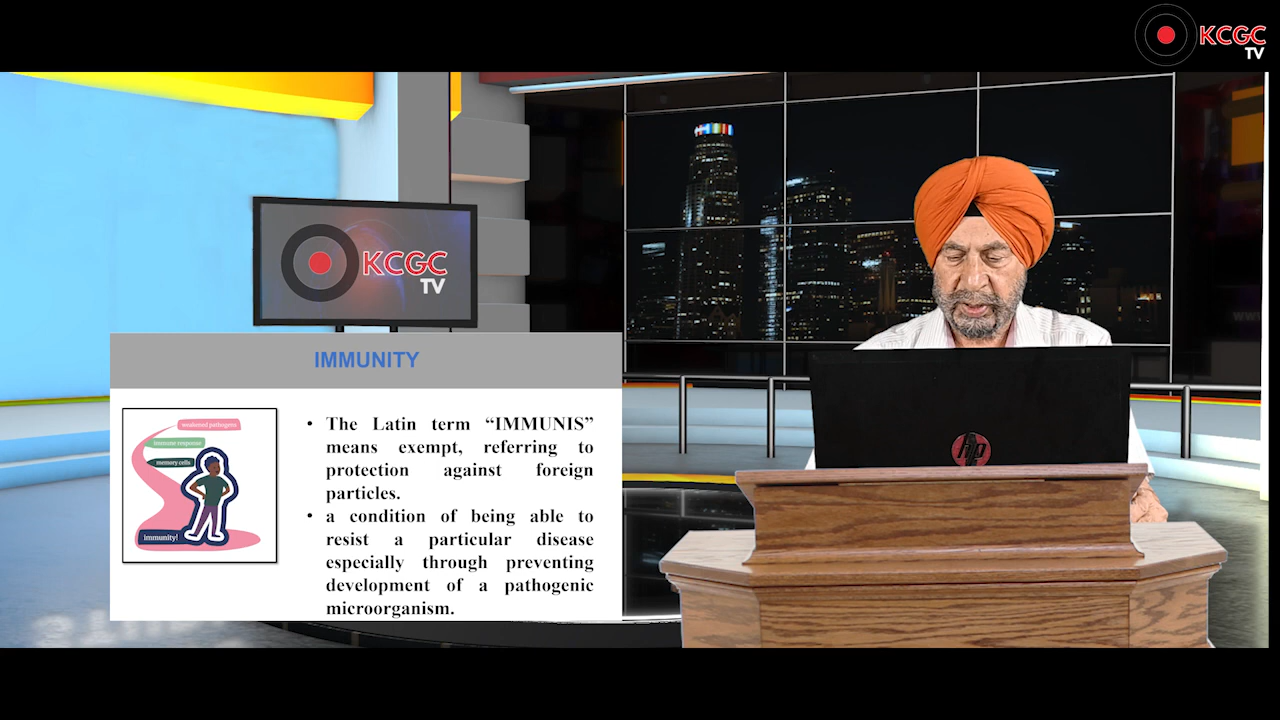 KCGC
TV
KCGC
TV
IMMUNITY
weakened pathogens
immune response
memory cells
immunity!
• The Latin term “IMMUNIS”
means exempt, referring to
protection against foreign
particles.
• a condition of being able to
resist a particular disease
especially through preventing
development of a pathogenic
microorganism.
hp